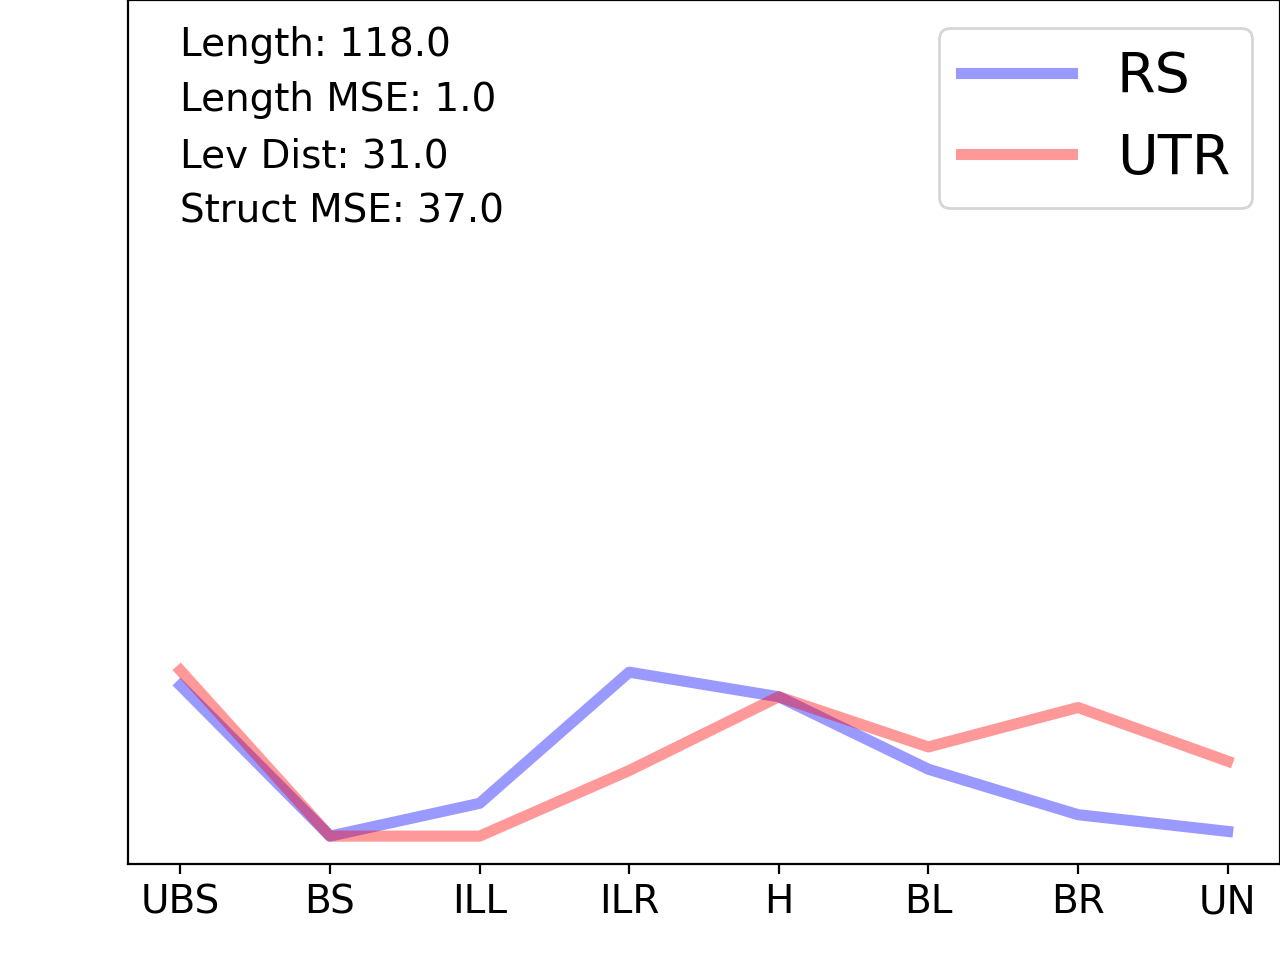 Length: 118.0
Length MSE: 1.0
Lev Dist: 31.0
Struct MSE: 37.0
RS
UTR
UBS BS ILL ILR H BL BR UN